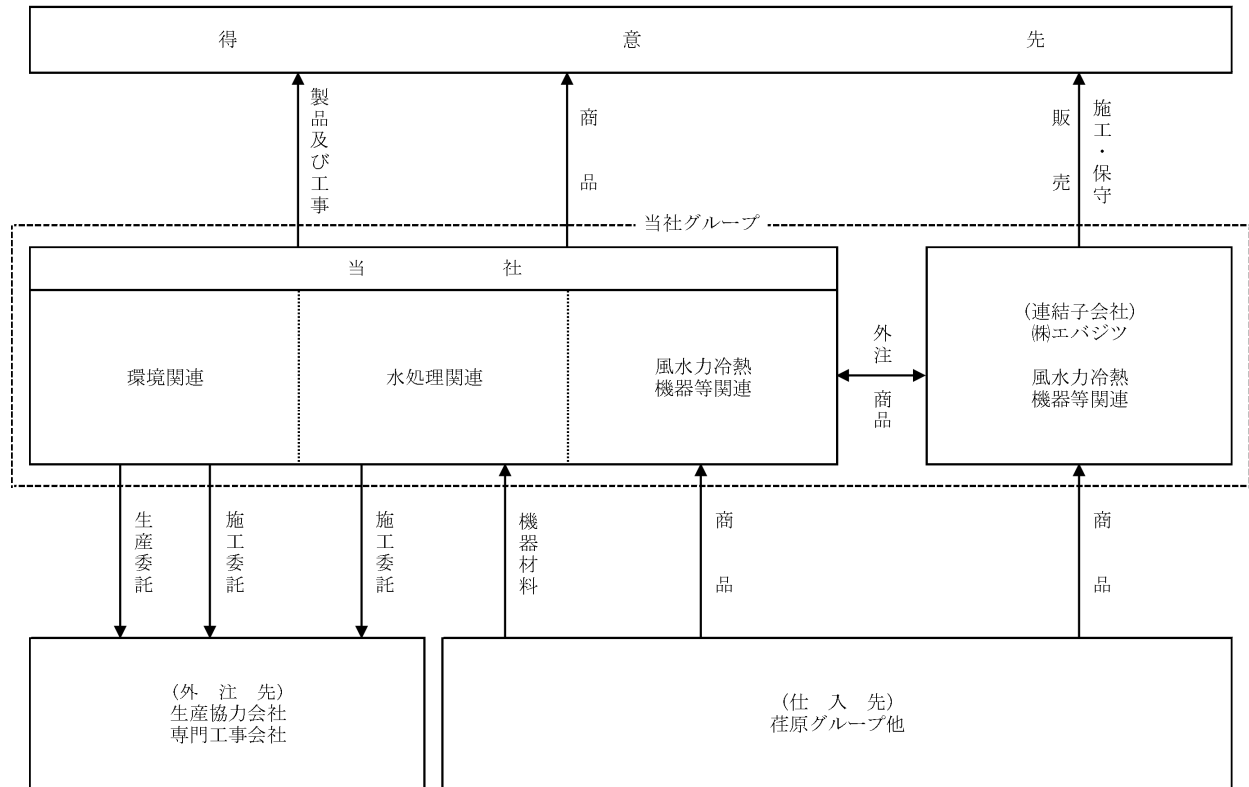 得　意　先
製品及び工事
商　品
販　売
施工・保守
当社グループ
当　社
環境関連
水処理関連
風水力冷熱
機器等関連
外注
商品
(連結子会社)
㈱エバジツ
風水力冷熱
機器等関連
生産委託
施工委託
施工委託
機器材料
商　品
商　品
(外　注　先)
生産協力会社
専門工事会社
(仕　入　先)
荏原グループ他